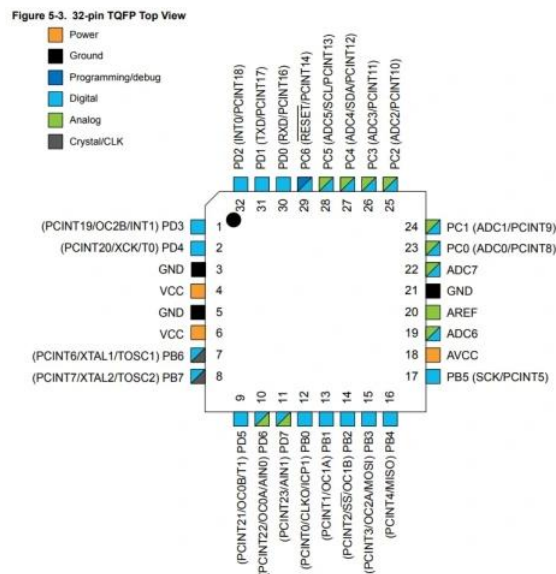 Figure 5-3. 32-pin TQFP Top View
Power
Ground
Programming/debug
Digital
Analog
Crystal/CLK
PD2 (INT0/PCINT18)
PD1 (TXD/PCINT17)
PD0 (RXD/PCINT16)
PC6 (RESET/PCINT14)
PC5 (ADC5/SCL/PCINT13)
PC4 (ADC4/SDA/PCINT12)
PC3 (ADC3/PCINT11)
PC2 (ADC2/PCINT10)
32 31 30 29 28 27 26 25
(PCINT19/OC2B/INT1) PD3 1
(PCINT20/XCK/T0) PD4 2
GND 3
VCC 4
GND 5
VCC 6
(PCINT6/XTAL1/TOSC1) PB6 7
(PCINT7/XTAL2/TOSC2) PB7 8
24 PC1 (ADC1/PCINT9)
23 PC0 (ADC0/PCINT8)
22 ADC7
21 GND
20 AREF
19 ADC6
18 AVCC
17 PB5 (SCK/PCINT5)
9 10 11 12 13 14 15 16
(PCINT21/OC0B/T1) PD5
(PCINT22/OC0A/AIN0) PD6
(PCINT23/AIN1) PD7
(PCINT0/CLKO/ICP1) PB0
(PCINT1/OC1A) PB1
(PCINT2/SS/OC1B) PB2
(PCINT3/OC2A/MOSI) PB3
(PCINT4/MISO) PB4